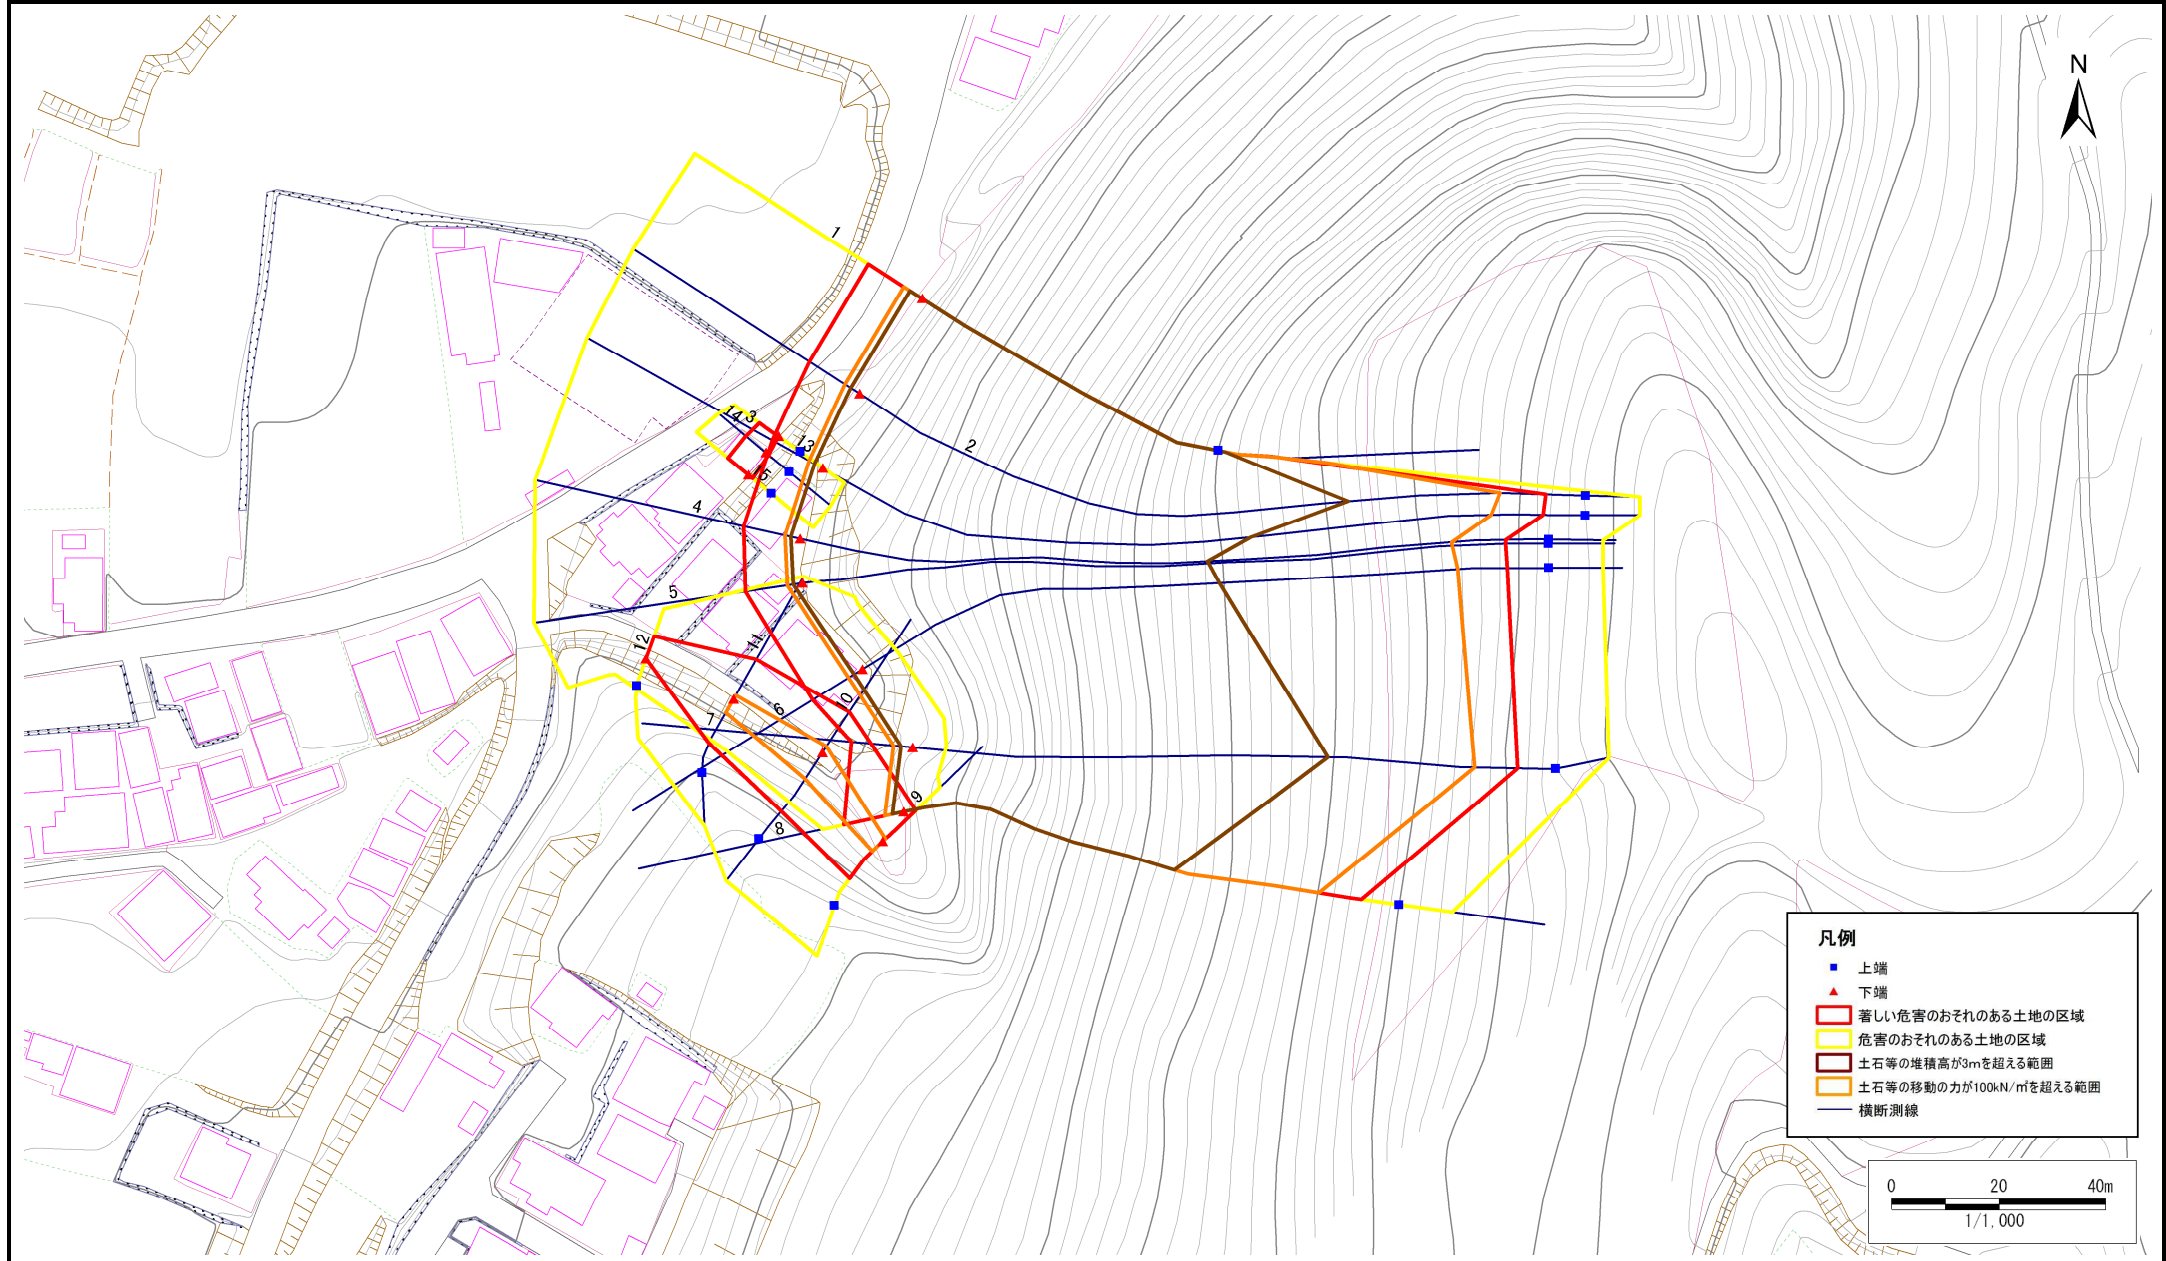 N
1
2
14
3
13
15
4
5
12
11
10
6
7
9
8
凡例
上端
下端
著しい危害のおそれのある土地の区域
危害のおそれのある土地の区域
土石等の堆積高が3mを超える範囲
土石等の移動の力が100kN/㎡を超える範囲
横断測線
0 20 40m
1/1,000